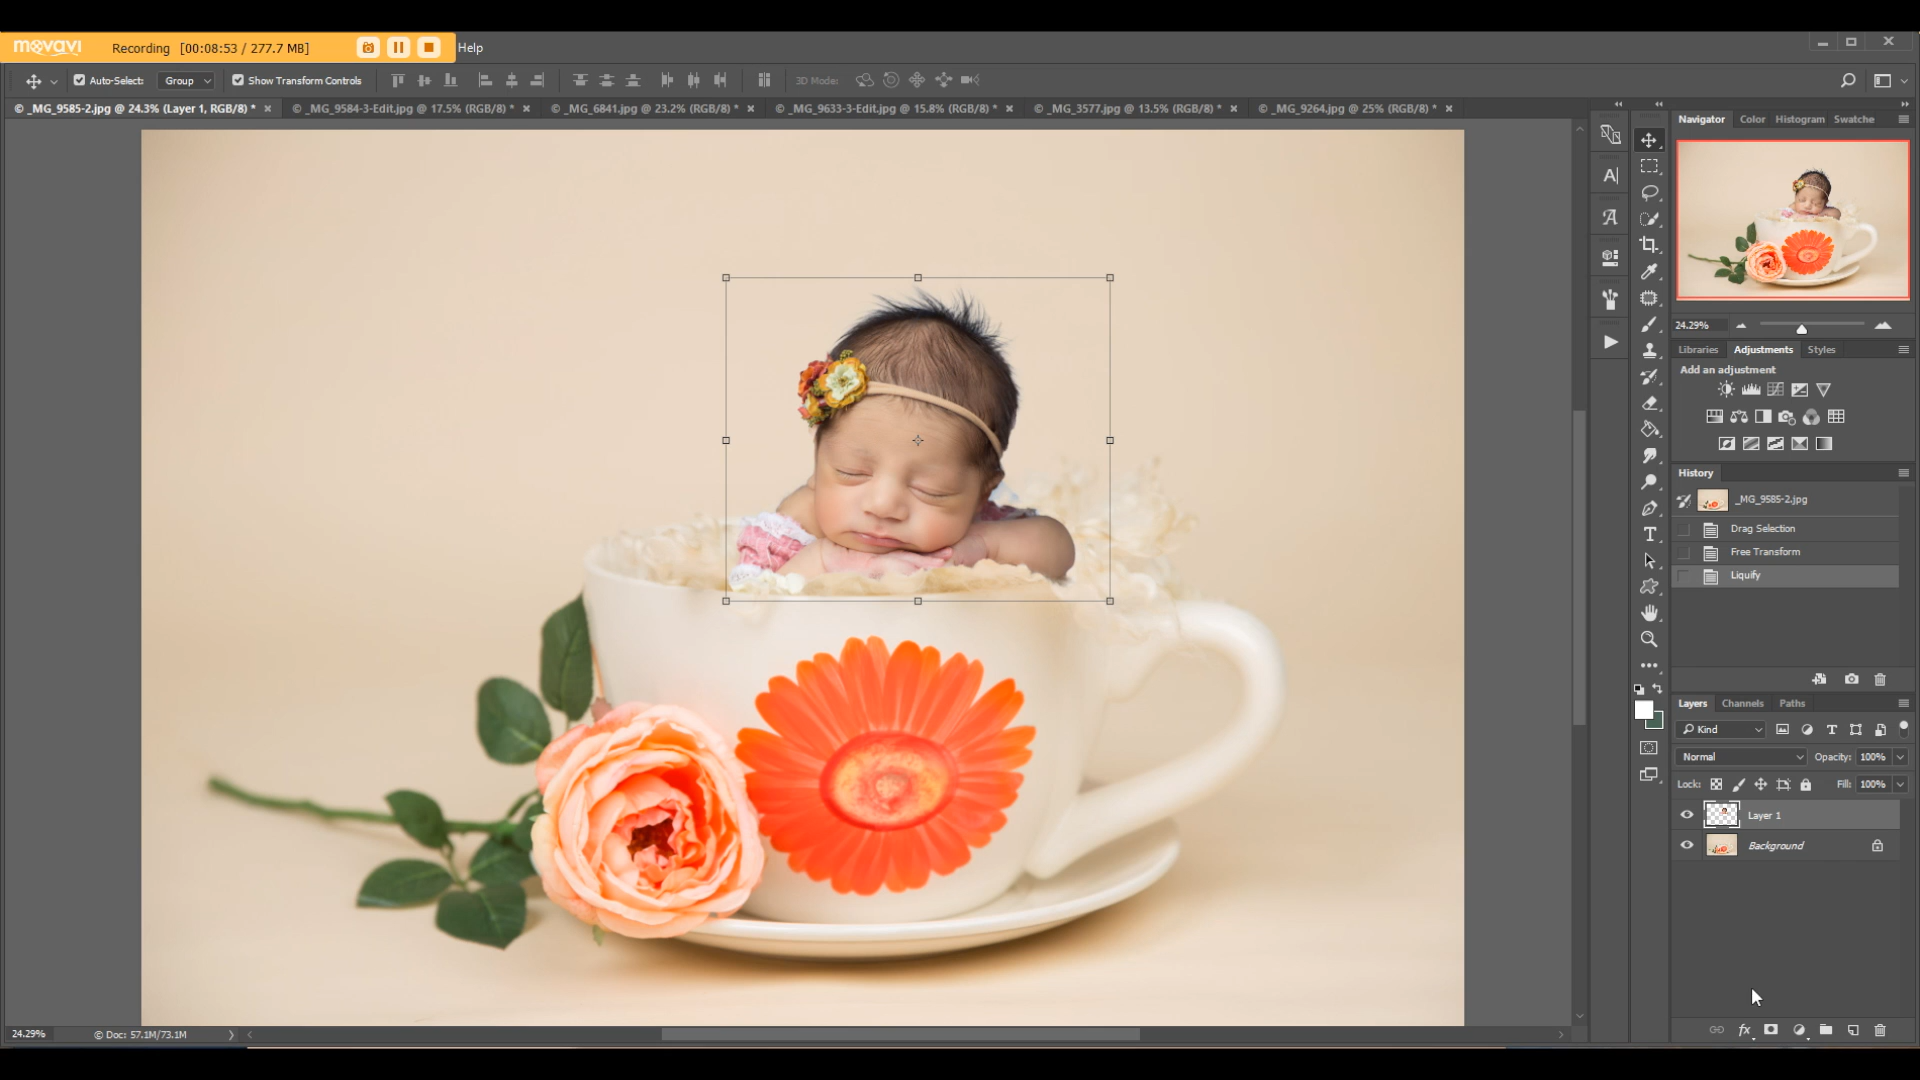 movavi Recording [00:08:53 / 277.7 MB] Help
Auto-Select: Group Show Transform Controls 3D Mode:
© _MG_9585-2.jpg @ 24.3% (Layer 1, RGB/8) * © _MG_9584-3-Edit.jpg @ 17.5% (RGB/8) * © _MG_6841.jpg @ 23.2% (RGB/8) * © _MG_9633-3-Edit.jpg @ 15.8% (RGB/8) * © _MG_3577.jpg @ 13.5% (RGB/8) * © _MG_9264.jpg @ 25% (RGB/8) *
Navigator Color Histogram Swatche
24.29%
Libraries Adjustments Styles
Add an adjustment
History
_MG_9585-2.jpg
Drag Selection
Free Transform
Liquify
Layers Channels Paths
Kind
Normal Opacity: 100%
Lock: Fill: 100%
Layer 1
Background
fx
24.29% © Doc: 57.1M/73.1M